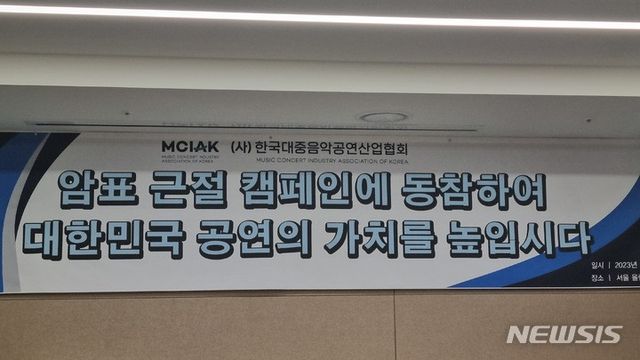 MCIAK (사) 한국대중음악공연산업협회
MUSIC CONCERT INDUSTRY ASSOCIATION OF KOREA MUSIC CONCERT INDUSTRY ASSOCIATION OF KOREA
암표 근절 캠페인에 동참하여
대한민국 공연의 가치를 높입시다
일시 | 2023년
장소 | 서울
NEWSIS